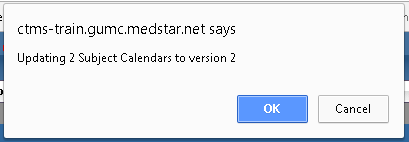 ctms-train.gumc.medstar.net says
Updating 2 Subject Calendars to version 2
OK Cancel